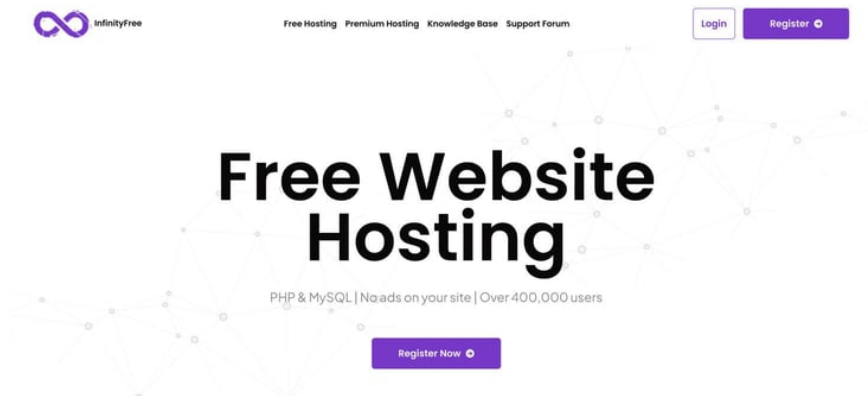 InfinityFree
Free Hosting Premium Hosting Knowledge Base Support Forum
Login
Register
Free Website
Hosting
PHP & MySQL | No ads on your site | Over 400,000 users
Register Now